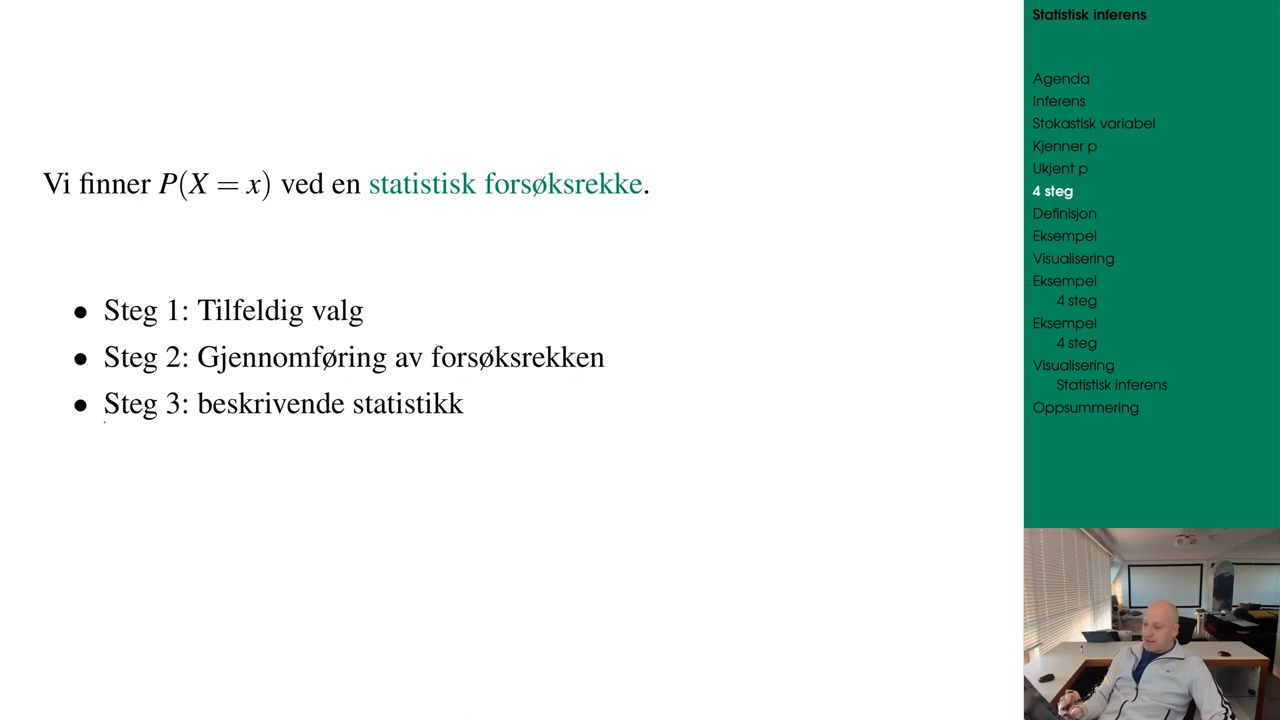 Vi finner P(X = x) ved en statistisk forsøksrekke.
• Steg 1: Tilfeldig valg
• Steg 2: Gjennomføring av forsøksrekken
• Steg 3: beskrivende statistikk
Statistisk inferens
Agenda
Inferens
Stokastisk variabel
Kjenner p
Ukjent p
4 steg
Definisjon
Eksempel
Visualisering
Eksempel
4 steg
Eksempel
4 steg
Visualisering
Statistisk inferens
Oppsummering